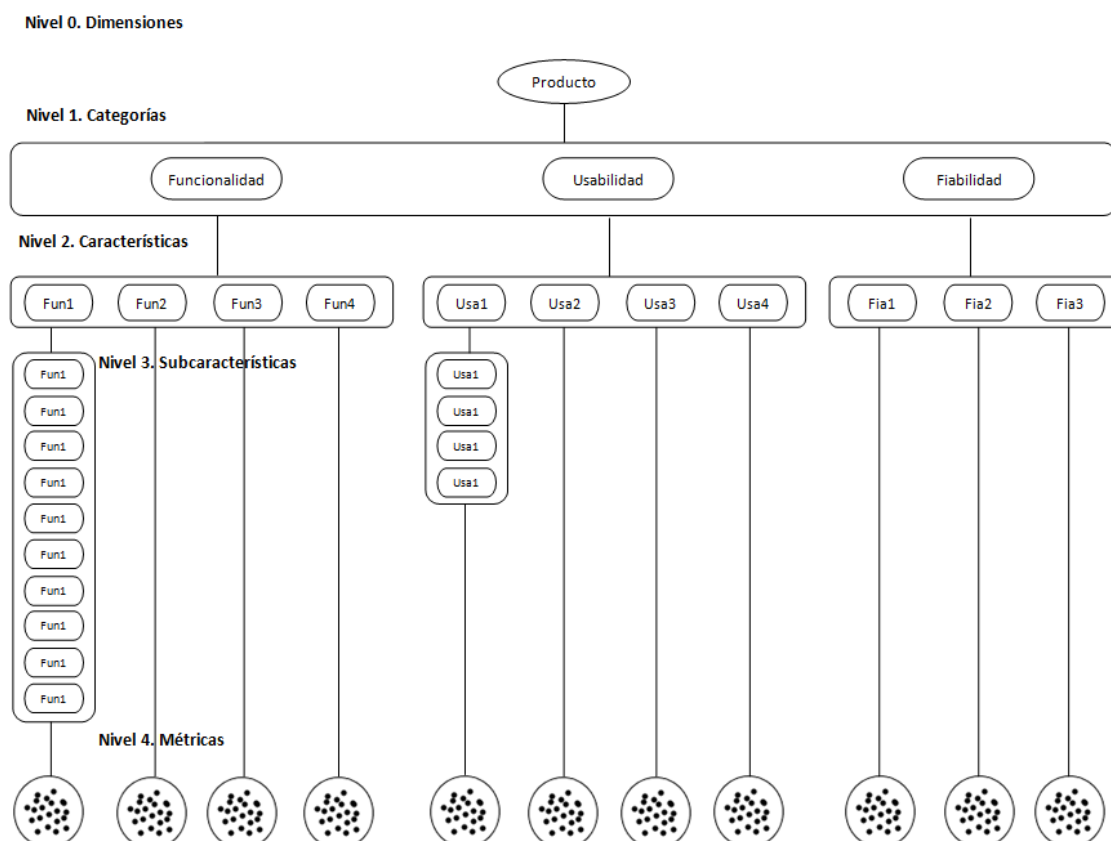 Nivel 0. Dimensiones
Producto
Nivel 1. Categorías
Funcionalidad Usabilidad Fiabilidad
Nivel 2. Características
Fun1 Fun2 Fun3 Fun4 Usa1 Usa2 Usa3 Usa4 Fia1 Fia2 Fia3
Nivel 3. Subcaracterísticas
Fun1 Usa1
Fun1 Usa1
Fun1 Usa1
Fun1 Usa1
Fun1
Fun1
Fun1
Fun1
Fun1
Fun1
Nivel 4. Métricas